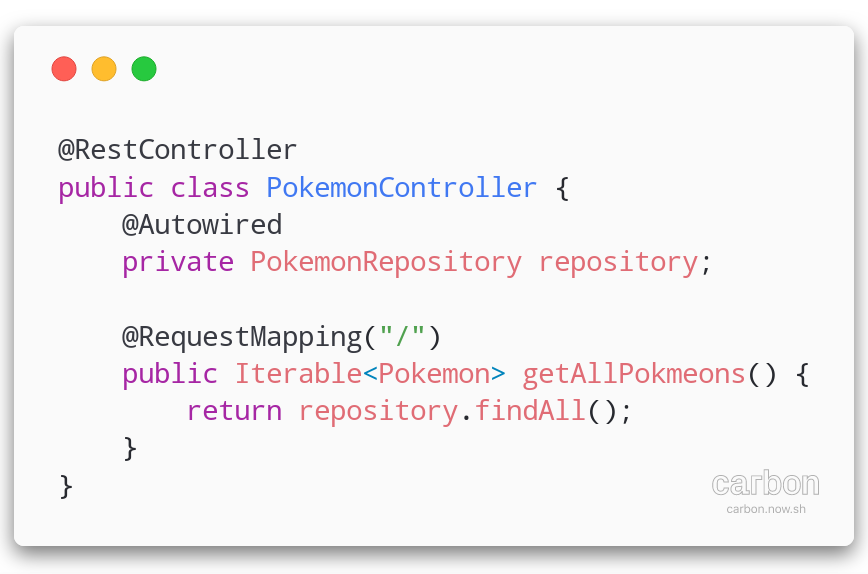 @RestController
public class PokemonController {
    @Autowired
    private PokemonRepository repository;

    @RequestMapping("/")
    public Iterable<Pokemon> getAllPokmeons() {
        return repository.findAll();
    }
}
carbon
carbon.now.sh